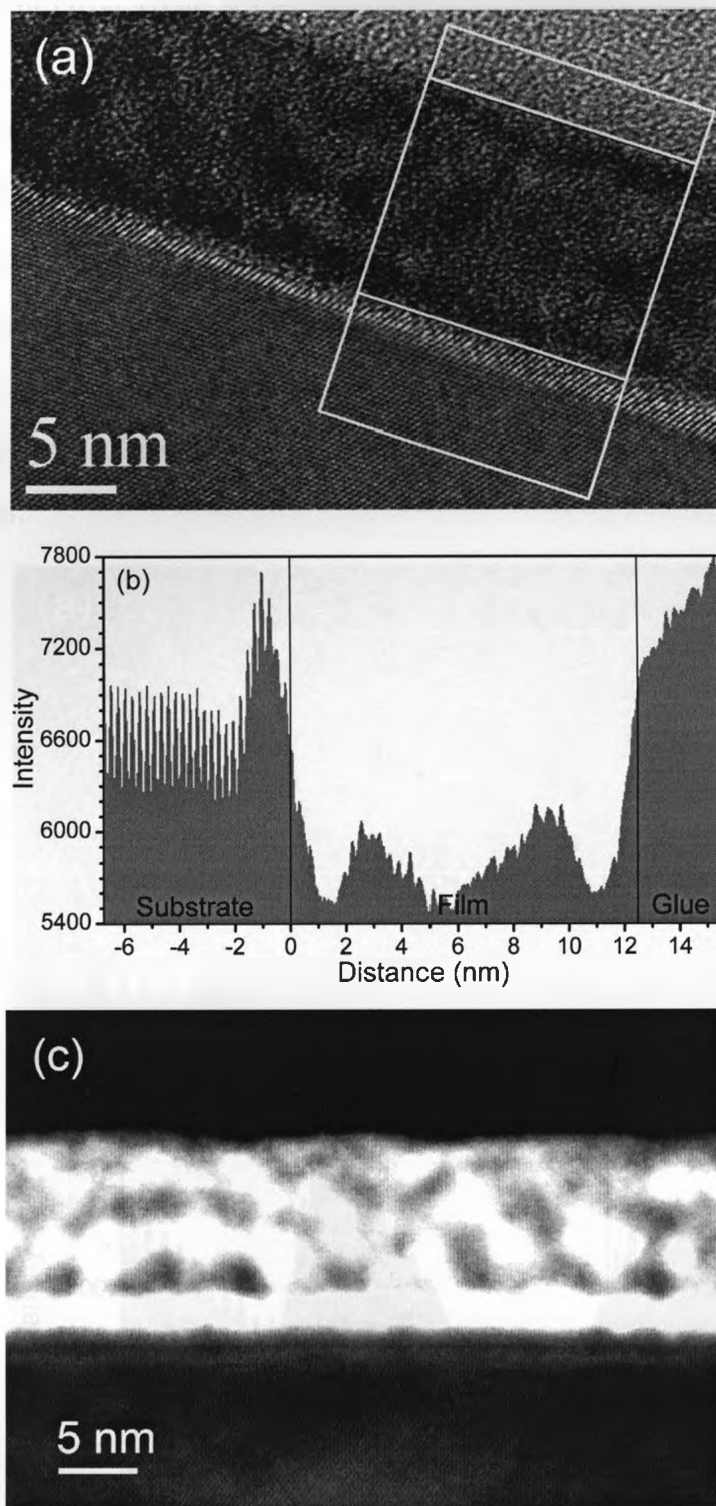 (a)
5 nm
7800
(b)
7200
6600
6000
5400
Intensity
Substrate
Film
Glue
-6 -4 -2 0 2 4 6 8 10 12 14
Distance (nm)
(c)
5 nm